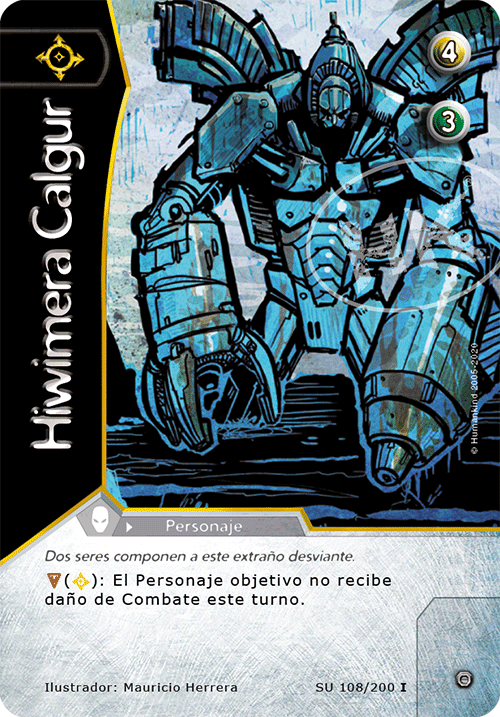 4
3
Hiwimera Calgur
© Humankind 2005-2020
Personaje
Dos seres componen a este extraño desviante.
( ): El Personaje objetivo no recibe
daño de Combate este turno.
Ilustrador: Mauricio Herrera
SU 108/200 I